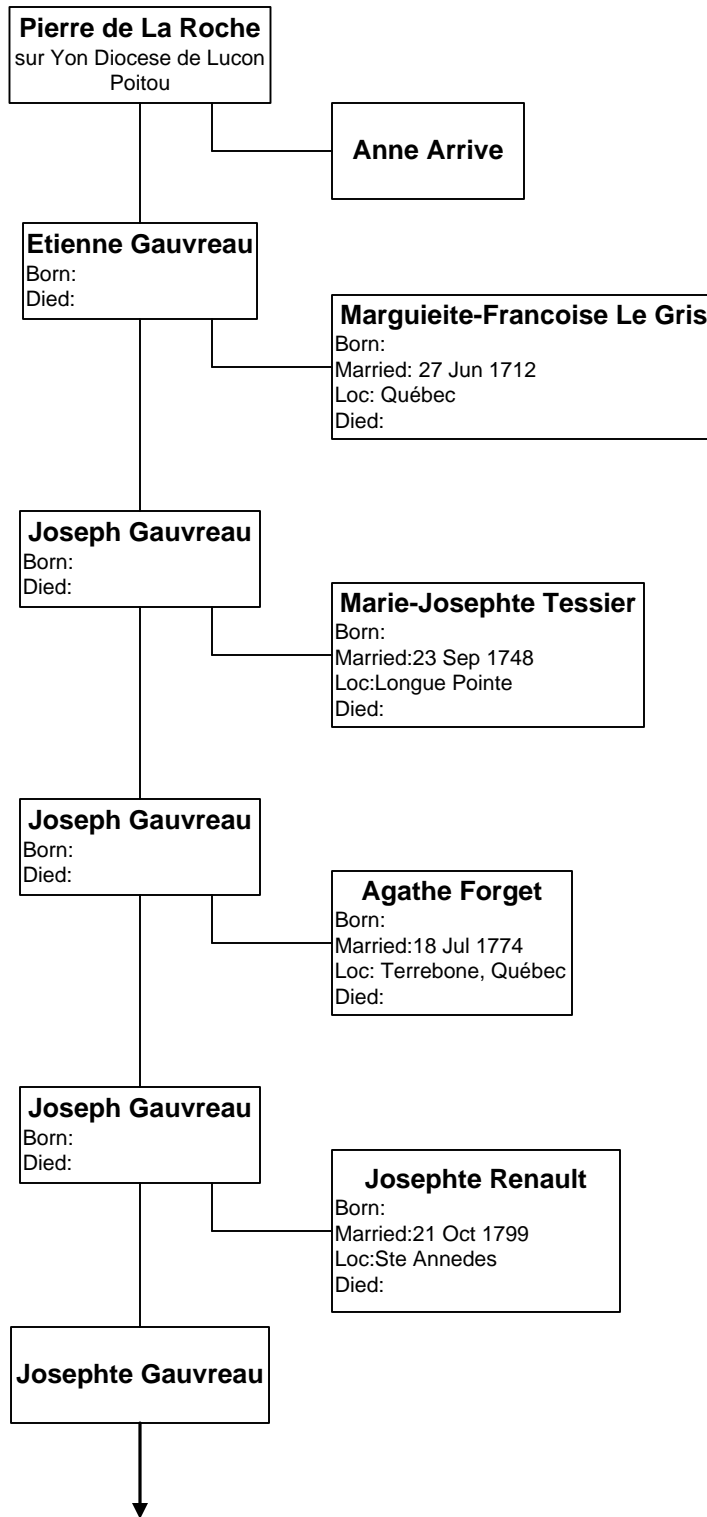 Pierre de La Roche
sur Yon Diocese de Lucon
Poitou
Anne Arrive
Etienne Gauvreau
Born:
Died:
Marguieite-Francoise Le Gris
Born:
Married: 27 Jun 1712
Loc: Québec
Died:
Joseph Gauvreau
Born:
Died:
Marie-Josephte Tessier
Born:
Married:23 Sep 1748
Loc:Longue Pointe
Died:
Joseph Gauvreau
Born:
Died:
Agathe Forget
Born:
Married:18 Jul 1774
Loc: Terrebone, Québec
Died:
Joseph Gauvreau
Born:
Died:
Josephte Renault
Born:
Married:21 Oct 1799
Loc:Ste Annedes
Died:
Josephte Gauvreau